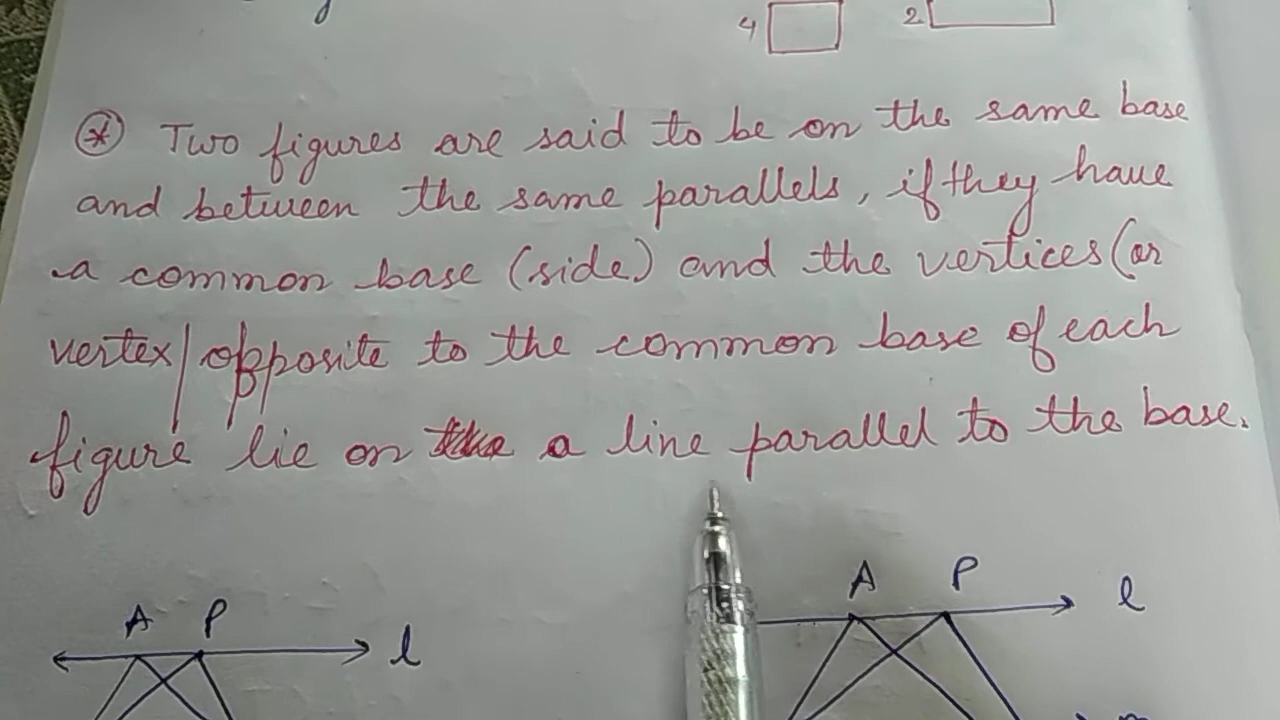 4 2
⊛ Two figures are said to be on the same base
and between the same parallels, if they have
a common base (side) and the vertices (or
vertex) opposite to the common base of each
figure lie on a line parallel to the base.
A P l
A P l